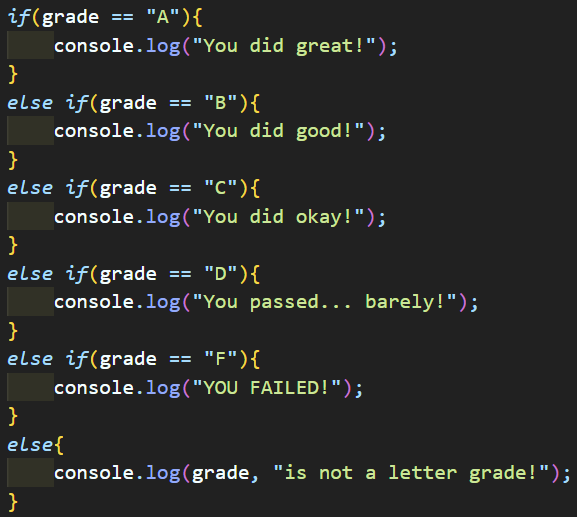 if(grade == "A"){
    console.log("You did great!");
}
else if(grade == "B"){
    console.log("You did good!");
}
else if(grade == "C"){
    console.log("You did okay!");
}
else if(grade == "D"){
    console.log("You passed... barely!");
}
else if(grade == "F"){
    console.log("YOU FAILED!");
}
else{
    console.log(grade, "is not a letter grade!");
}